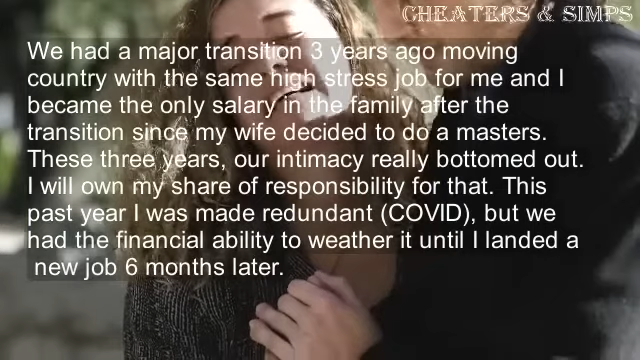 CHEATERS & SIMPS
We had a major transition 3 years ago moving
country with the same high stress job for me and I
became the only salary in the family after the
transition since my wife decided to do a masters.
These three years, our intimacy really bottomed out.
I will own my share of responsibility for that. This
past year I was made redundant (COVID), but we
had the financial ability to weather it until I landed a
new job 6 months later.